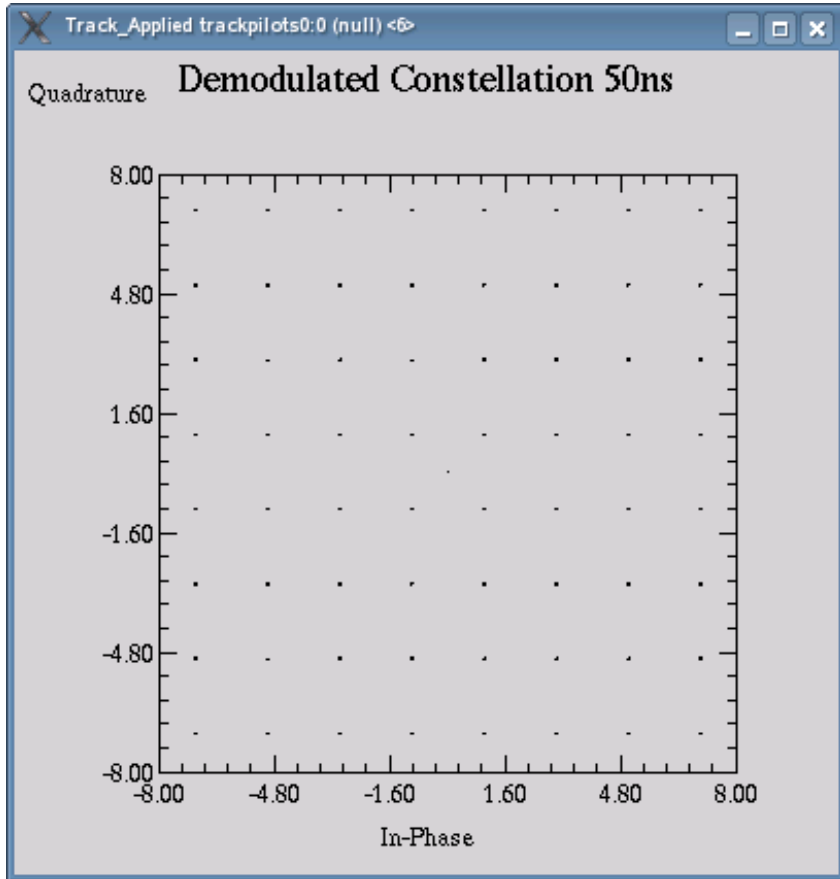 Track_Applied trackpilots0:0 (null) <6>
Demodulated Constellation 50ns
Quadrature
8.00
4.80
1.60
-1.60
-4.80
-8.00
-8.00 -4.80 -1.60 1.60 4.80 8.00
In-Phase